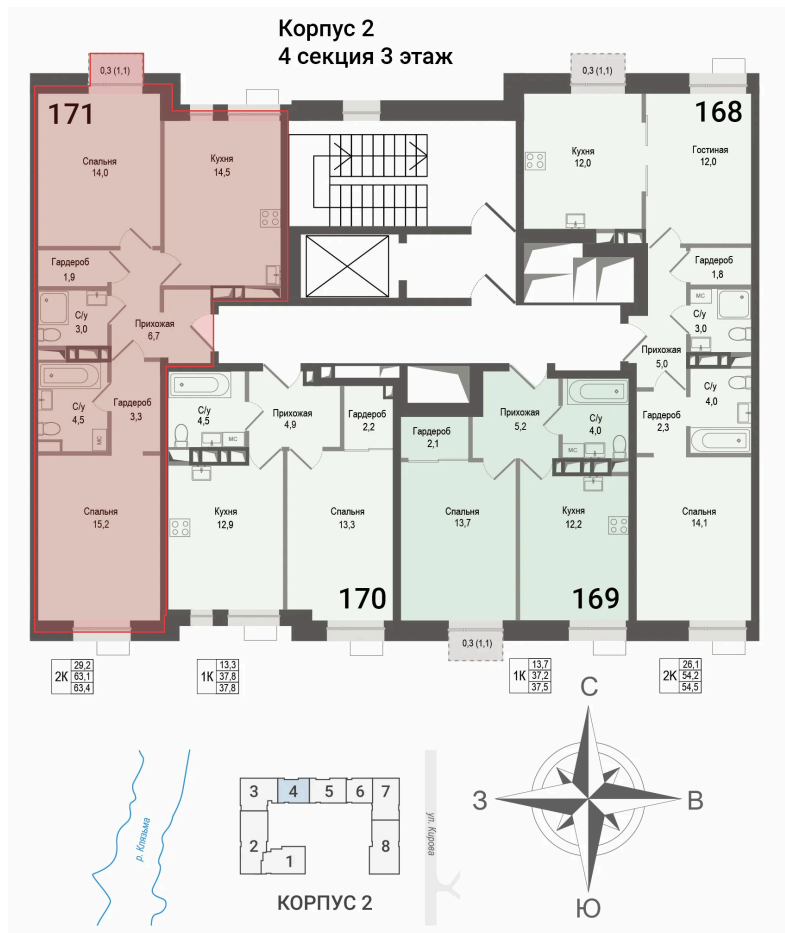 Корпус 2
4 секция 3 этаж
0,3 (1,1)
0,3 (1,1)
171
168
Спальня
14,0
Кухня
14,5
Кухня
12,0
Гостиная
12,0
Гардероб
1,9
Гардероб
1,8
С/у
3,0
Прихожая
6,7
МС
С/у
3,0
Прихожая
5,0
С/у
4,5
МС
Гардероб
3,3
С/у
4,5
МС
Прихожая
4,9
Гардероб
2,2
Гардероб
2,1
Прихожая
5,2
С/у
4,0
МС
Гардероб
2,3
С/у
4,0
Спальня
15,2
Кухня
12,9
Спальня
13,3
Спальня
13,7
Кухня
12,2
Спальня
14,1
170
169
0,3 (1,1)
2К
29,2
63,1
63,4
1К
13,3
37,8
37,8
1К
13,7
37,2
37,5
2К
26,1
54,2
54,5
С
З
В
Ю
р. Клязьма
3
4
5
6
7
2
1
8
ул. Кирова
КОРПУС 2